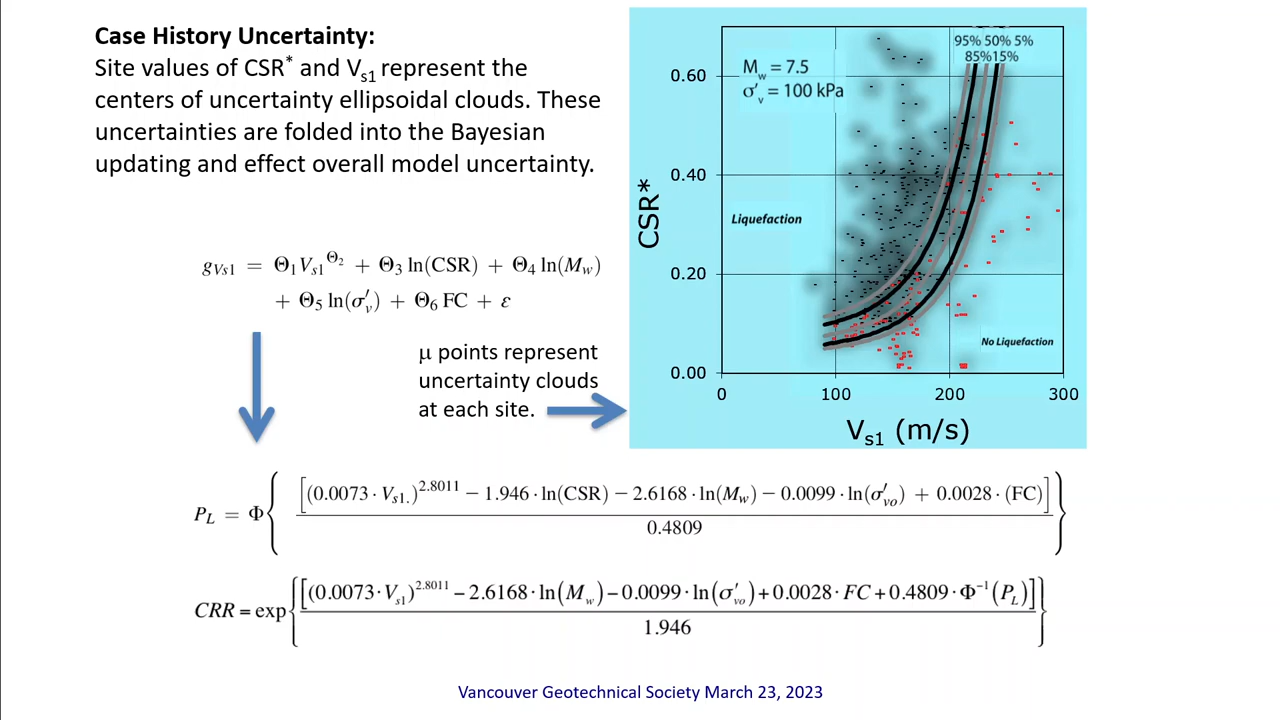 Case History Uncertainty:
Site values of CSR* and Vs1 represent the
centers of uncertainty ellipsoidal clouds. These
uncertainties are folded into the Bayesian
updating and effect overall model uncertainty.
gVs1 = Θ₁Vs1^Θ₂ + Θ₃ ln(CSR) + Θ₄ ln(Mw)
+ Θ₅ ln(σ′v) + Θ₆ FC + ε
μ points represent
uncertainty clouds
at each site.
95% 50% 5%
85%15%
Mw = 7.5
σ′v = 100 kPa
0.60
0.40
0.20
0.00
CSR*
Liquefaction
No Liquefaction
0 100 200 300
Vs1 (m/s)
PL = Φ{ [(0.0073 · Vs1.)^2.8011 − 1.946 · ln(CSR) − 2.6168 · ln(Mw) − 0.0099 · ln(σ′vo) + 0.0028 · (FC)]
0.4809 }
CRR = exp{ [(0.0073 · Vs1)^2.8011 − 2.6168 · ln(Mw) − 0.0099 · ln(σ′vo) + 0.0028 · FC + 0.4809 · Φ⁻¹(PL)]
1.946 }
Vancouver Geotechnical Society March 23, 2023